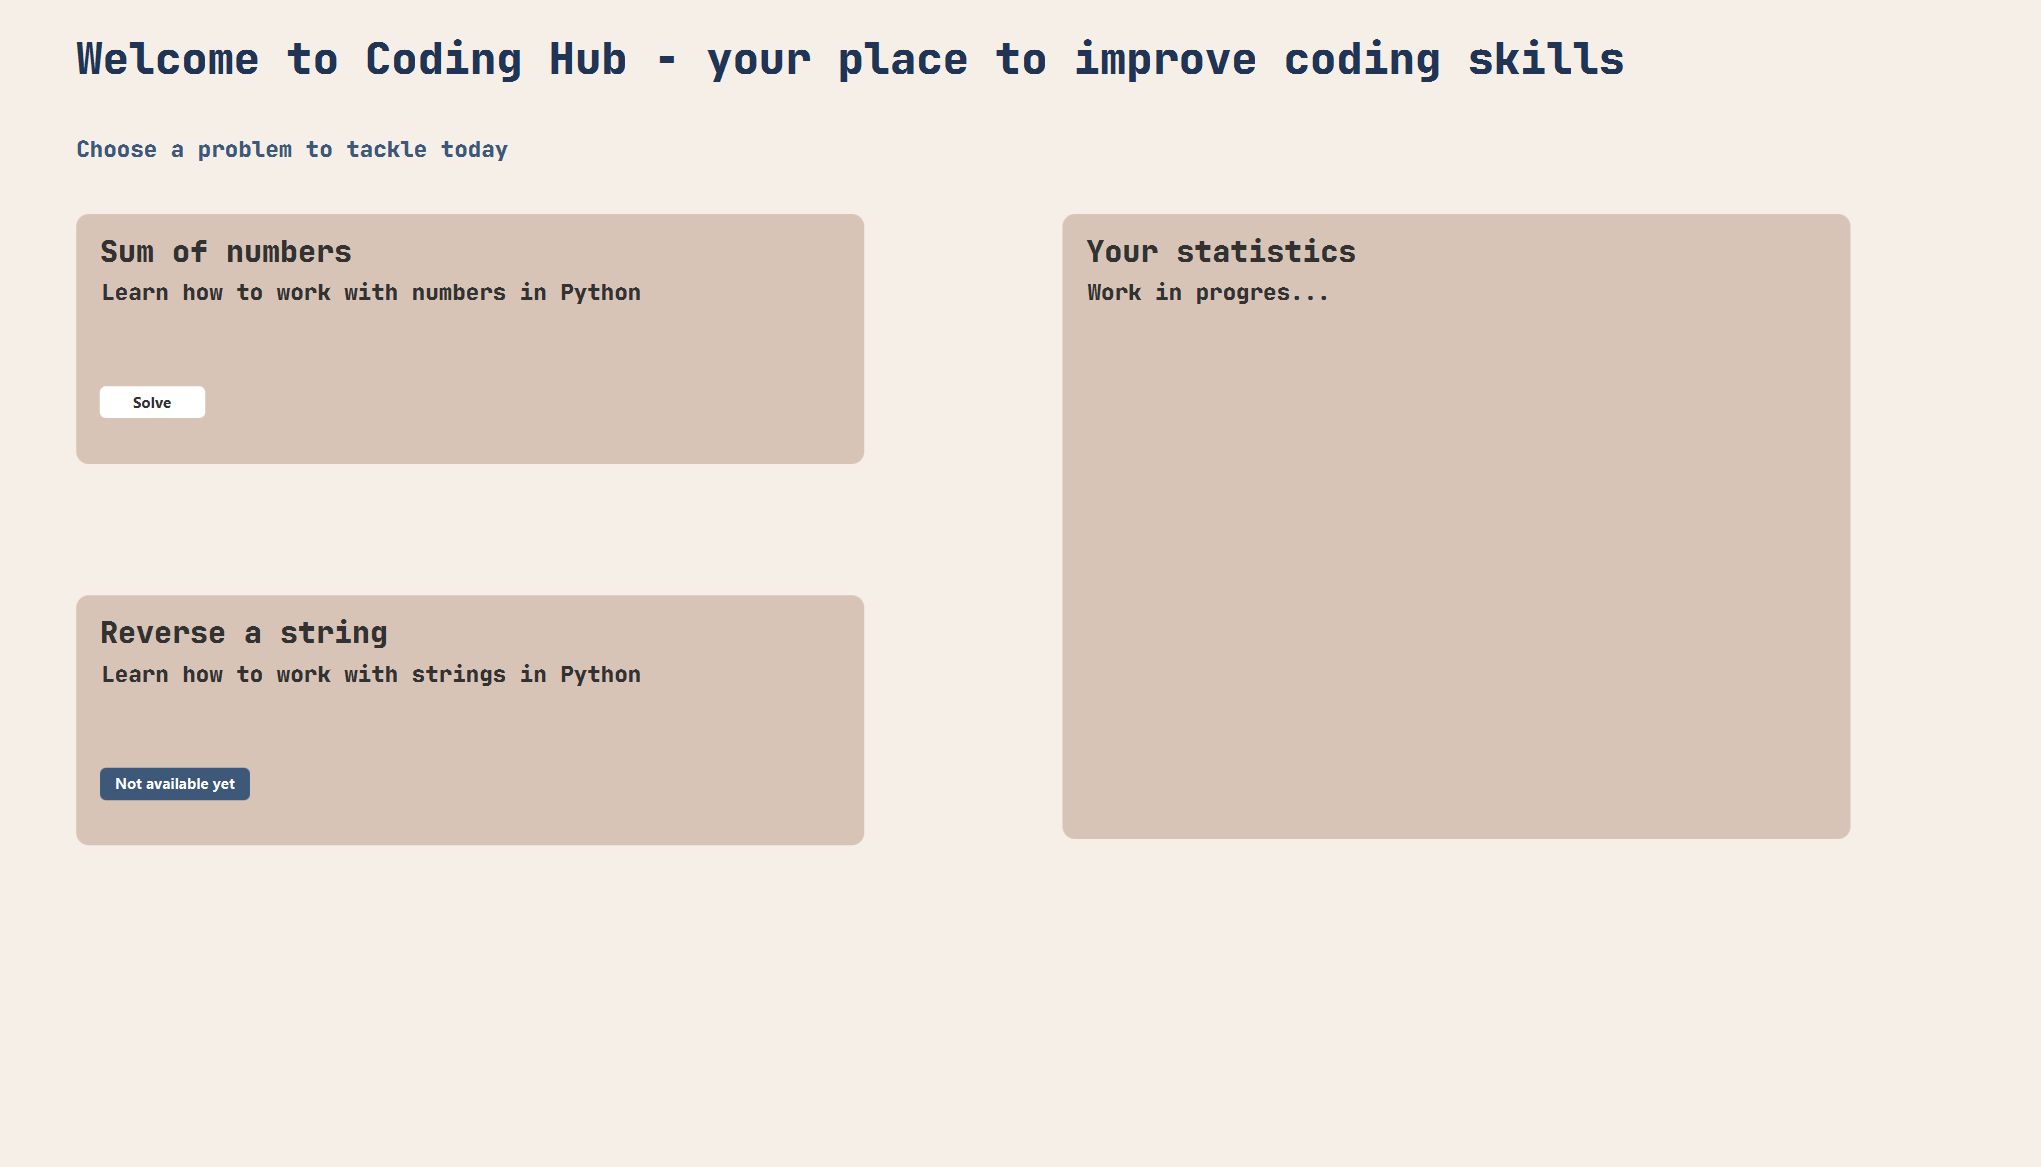 Welcome to Coding Hub - your place to improve coding skills
Choose a problem to tackle today
Sum of numbers
Learn how to work with numbers in Python
Solve
Reverse a string
Learn how to work with strings in Python
Not available yet
Your statistics
Work in progres...